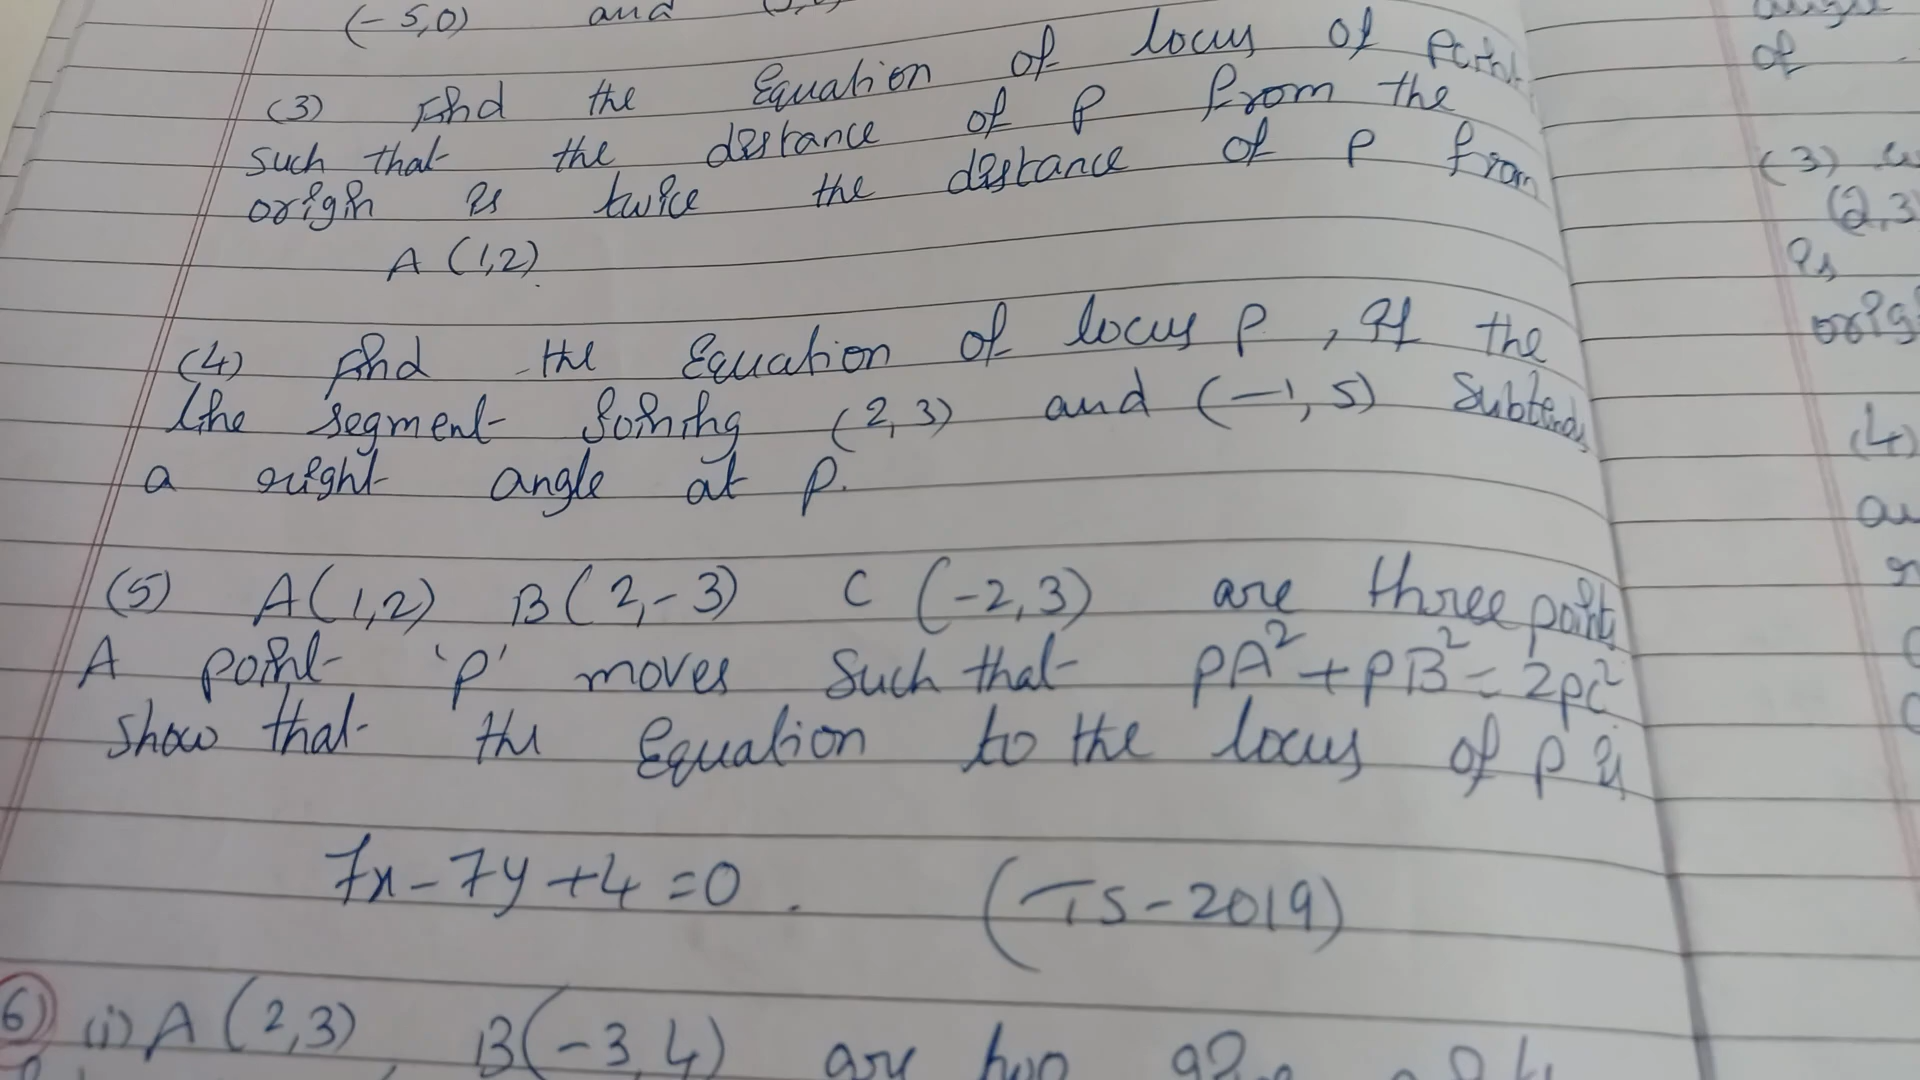 (-5,0) and
(3) Find the Equation of locus of Point
such that the distance of P from the
origin is twice the distance of P from
A (1,2)
(4) Find the Equation of locus P, If the
line segment Joining (2,3) and (-1,5) Subtends
a right angle at P.
(5) A(1,2) B(2,-3) C (-2,3) are three point
A point 'P' moves Such that PA²+PB²=2PC²
show that the Equation to the locus of P is
7x-7y+4=0. (TS-2019)
6) (i) A(2,3), B(-3,4) are two
of
(3)
(2,3
is
orig
(4)